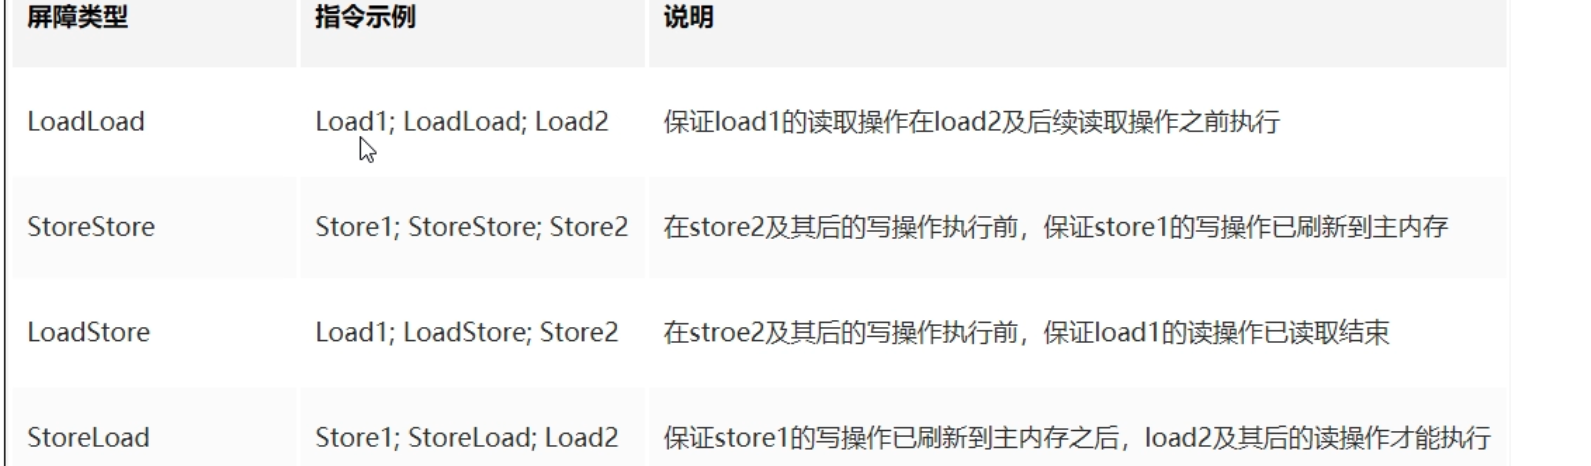 屏障类型 指令示例 说明
LoadLoad Load1; LoadLoad; Load2 保证load1的读取操作在load2及后续读取操作之前执行
StoreStore Store1; StoreStore; Store2 在store2及其后的写操作执行前，保证store1的写操作已刷新到主内存
LoadStore Load1; LoadStore; Store2 在stroe2及其后的写操作执行前，保证load1的读操作已读取结束
StoreLoad Store1; StoreLoad; Load2 保证store1的写操作已刷新到主内存之后，load2及其后的读操作才能执行